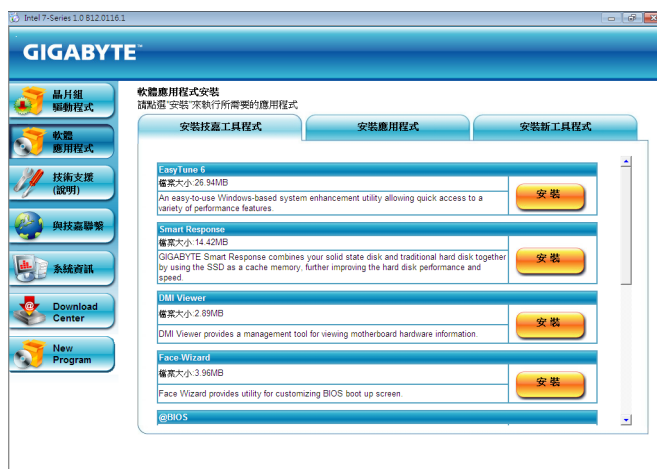 Intel 7-Series 1.0 B12.0116.1
GIGABYTE™
晶片組
驅動程式
軟體
應用程式
技術支援
(說明)
與技嘉聯繫
系統資訊
Download
Center
New
Program
軟體應用程式安裝
請點選"安裝"來執行所需要的應用程式
安裝技嘉工具程式
安裝應用程式
安裝新工具程式
EasyTune 6
檔案大小:26.94MB
An easy-to-use Windows-based system enhancement utility allowing quick access to a
variety of performance features.
安裝
Smart Response
檔案大小:14.42MB
GIGABYTE Smart Response combines your solid state disk and traditional hard disk together
by using the SSD as a cache memory, further improving the hard disk performance and
speed.
安裝
DMI Viewer
檔案大小:2.89MB
DMI Viewer provides a management tool for viewing motherboard hardware information.
安裝
Face-Wizard
檔案大小:3.96MB
Face Wizard provides utility for customizing BIOS boot up screen.
安裝
@BIOS